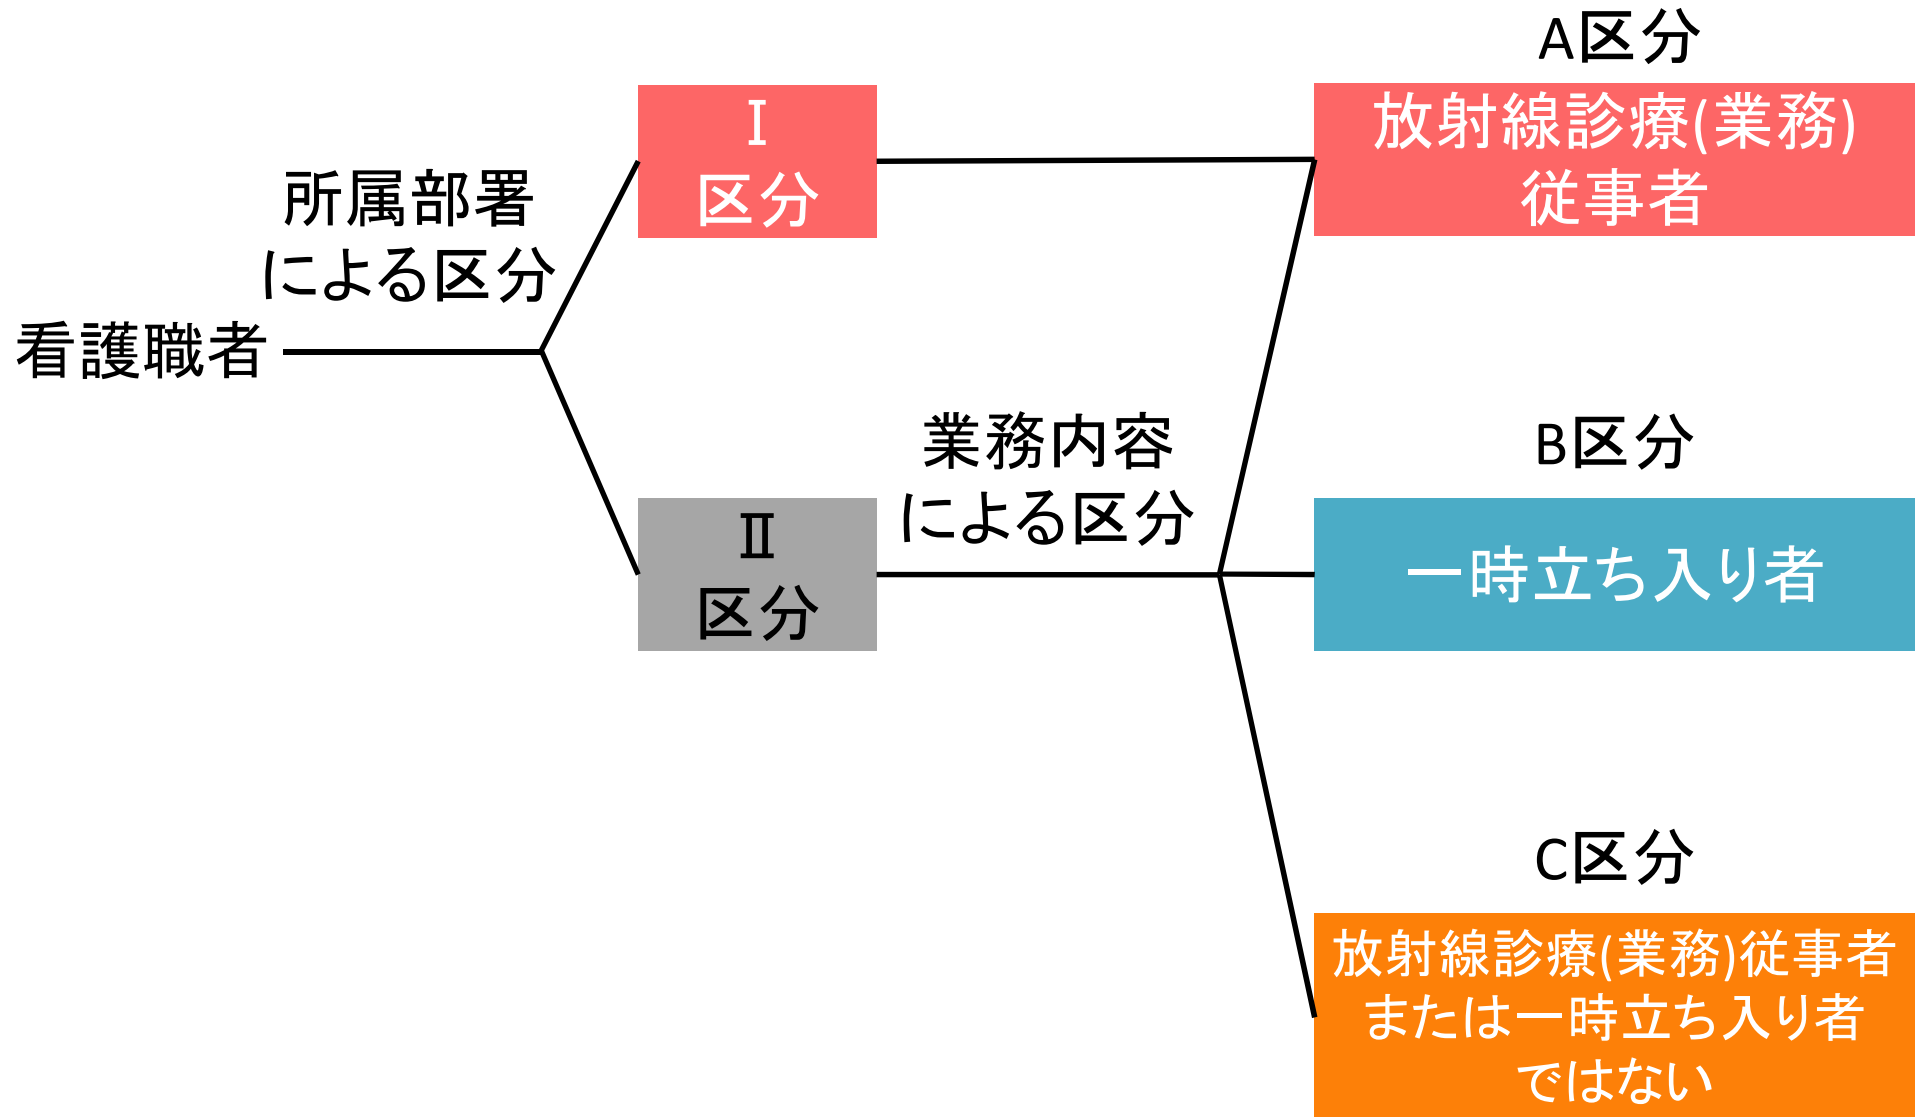 看護職者
所属部署
による区分
Ⅰ
区分
Ⅱ
区分
業務内容
による区分
A区分
放射線診療(業務)
従事者
B区分
一時立ち入り者
C区分
放射線診療(業務)従事者
または一時立ち入り者
ではない